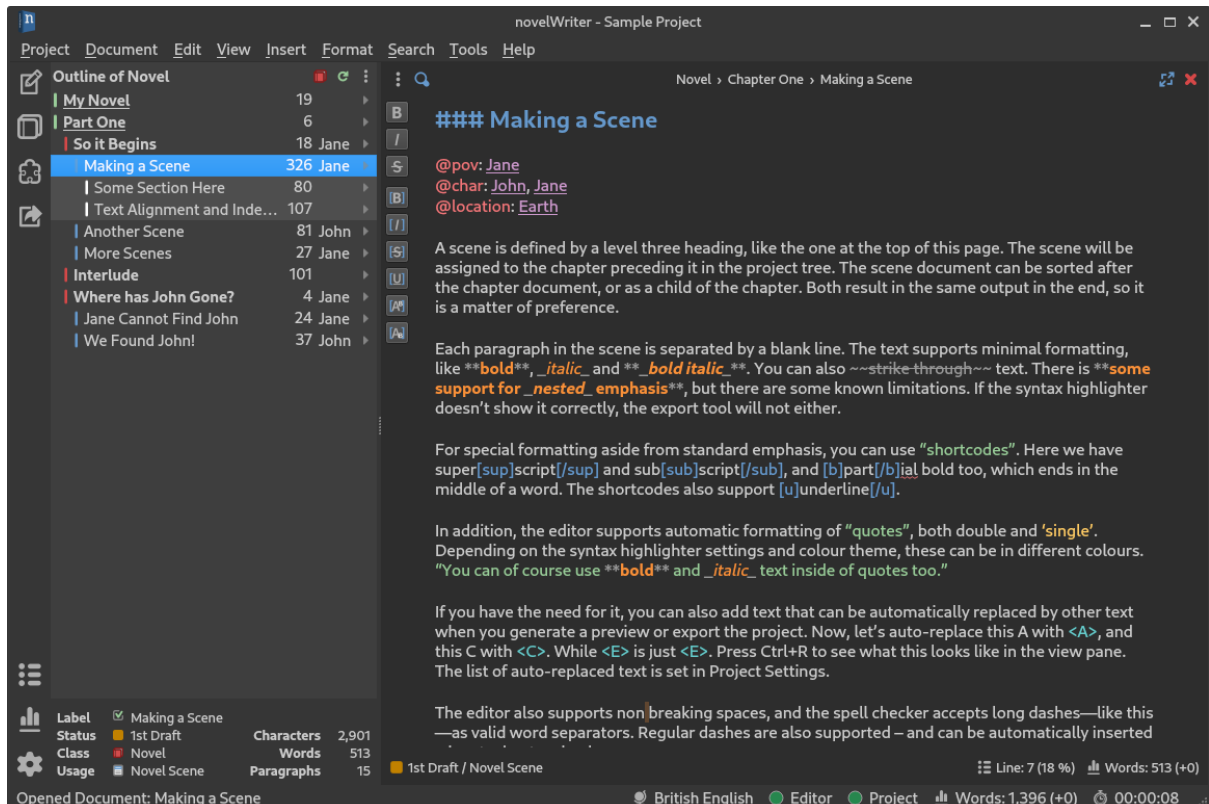 novelWriter - Sample Project
Project Document Edit View Insert Format Search Tools Help
Outline of Novel
My Novel 19
Part One 6
So it Begins 18 Jane
Making a Scene 326 Jane
Some Section Here 80
Text Alignment and Inde... 107
Another Scene 81 John
More Scenes 27 Jane
Interlude 101
Where has John Gone? 4 Jane
Jane Cannot Find John 24 Jane
We Found John! 37 John
Label Making a Scene
Status 1st Draft Characters 2,901
Class Novel Words 513
Usage Novel Scene Paragraphs 15
Novel › Chapter One › Making a Scene
B
I
S
[B]
[I]
[S]
[U]
[A]
[A]
### Making a Scene
@pov: Jane
@char: John, Jane
@location: Earth
A scene is defined by a level three heading, like the one at the top of this page. The scene will be
assigned to the chapter preceding it in the project tree. The scene document can be sorted after
the chapter document, or as a child of the chapter. Both result in the same output in the end, so it
is a matter of preference.
Each paragraph in the scene is separated by a blank line. The text supports minimal formatting,
like **bold**, _italic_ and **_bold italic_**. You can also ~~strike through~~ text. There is **some
support for _nested_ emphasis**, but there are some known limitations. If the syntax highlighter
doesn’t show it correctly, the export tool will not either.
For special formatting aside from standard emphasis, you can use “shortcodes”. Here we have
super[sup]script[/sup] and sub[sub]script[/sub], and [b]part[/b]ial bold too, which ends in the
middle of a word. The shortcodes also support [u]underline[/u].
In addition, the editor supports automatic formatting of “quotes”, both double and ‘single’.
Depending on the syntax highlighter settings and colour theme, these can be in different colours.
“You can of course use **bold** and _italic_ text inside of quotes too.”
If you have the need for it, you can also add text that can be automatically replaced by other text
when you generate a preview or export the project. Now, let’s auto-replace this A with <A>, and
this C with <C>. While <E> is just <E>. Press Ctrl+R to see what this looks like in the view pane.
The list of auto-replaced text is set in Project Settings.
The editor also supports non breaking spaces, and the spell checker accepts long dashes—like this
—as valid word separators. Regular dashes are also supported – and can be automatically inserted
1st Draft / Novel Scene Line: 7 (18 %) Words: 513 (+0)
Opened Document: Making a Scene British English Editor Project Words: 1,396 (+0) 00:00:08